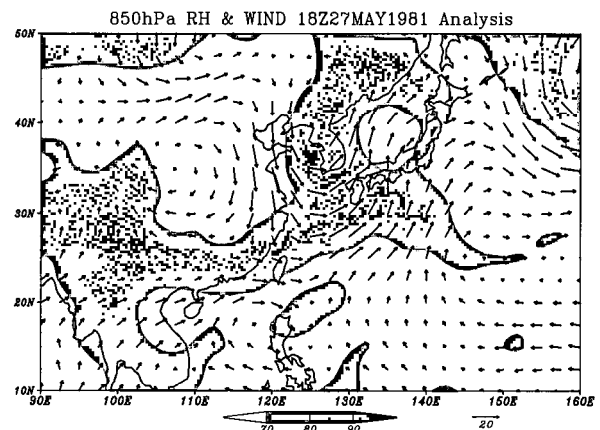 850hPa RH & WIND 18Z27MAY1981 Analysis
50N
40N
30N
20N
10N
90E 100E 110E 120E 130E 140E 150E 160E
70 80 90
20